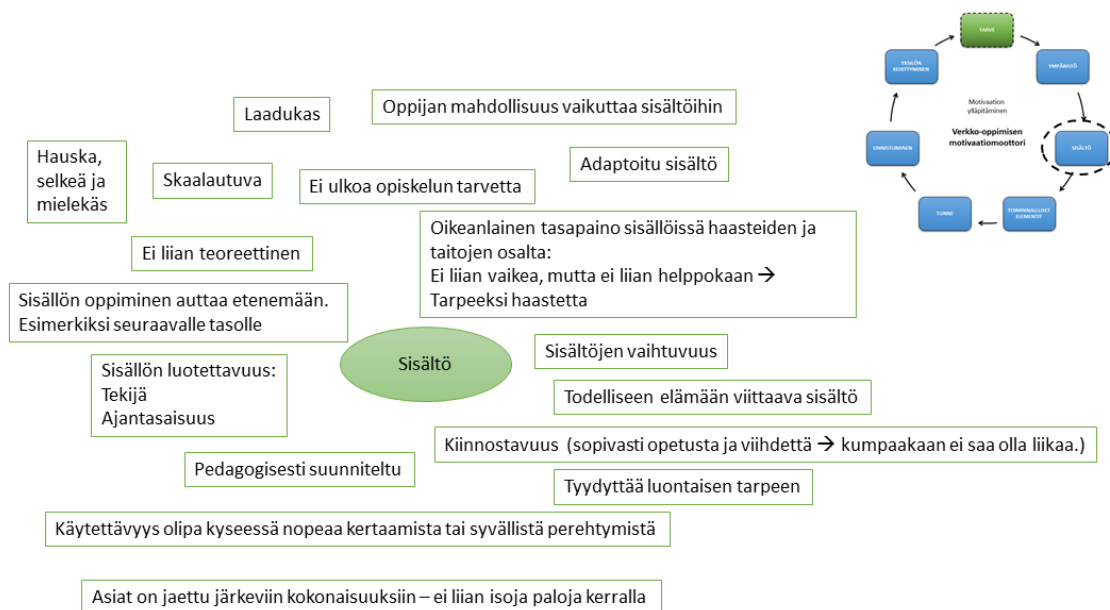 TARVE
YKSILÖN
KEHITTYMINEN
YMPÄRISTÖ
Motivaation
ylläpitäminen
Verkko-oppimisen
motivaatiomoottori
ONNISTUMINEN
SISÄLTÖ
TUNNE
TOIMINNALLISET
ELEMENTIT
Laadukas
Oppijan mahdollisuus vaikuttaa sisältöihin
Hauska,
selkeä ja
mielekäs
Skaalautuva
Ei ulkoa opiskelun tarvetta
Adaptoitu sisältö
Ei liian teoreettinen
Oikeanlainen tasapaino sisällöissä haasteiden ja
taitojen osalta:
Ei liian vaikea, mutta ei liian helppokaan →
Tarpeeksi haastetta
Sisällön oppiminen auttaa etenemään.
Esimerkiksi seuraavalle tasolle
Sisältö
Sisältöjen vaihtuvuus
Sisällön luotettavuus:
Tekijä
Ajantasaisuus
Todelliseen elämään viittaava sisältö
Kiinnostavuus (sopivasti opetusta ja viihdettä → kumpaakaan ei saa olla liikaa.)
Pedagogisesti suunniteltu
Tyydyttää luontaisen tarpeen
Käytettävyys olipa kyseessä nopeaa kertaamista tai syvällistä perehtymistä
Asiat on jaettu järkeviin kokonaisuuksiin – ei liian isoja paloja kerralla